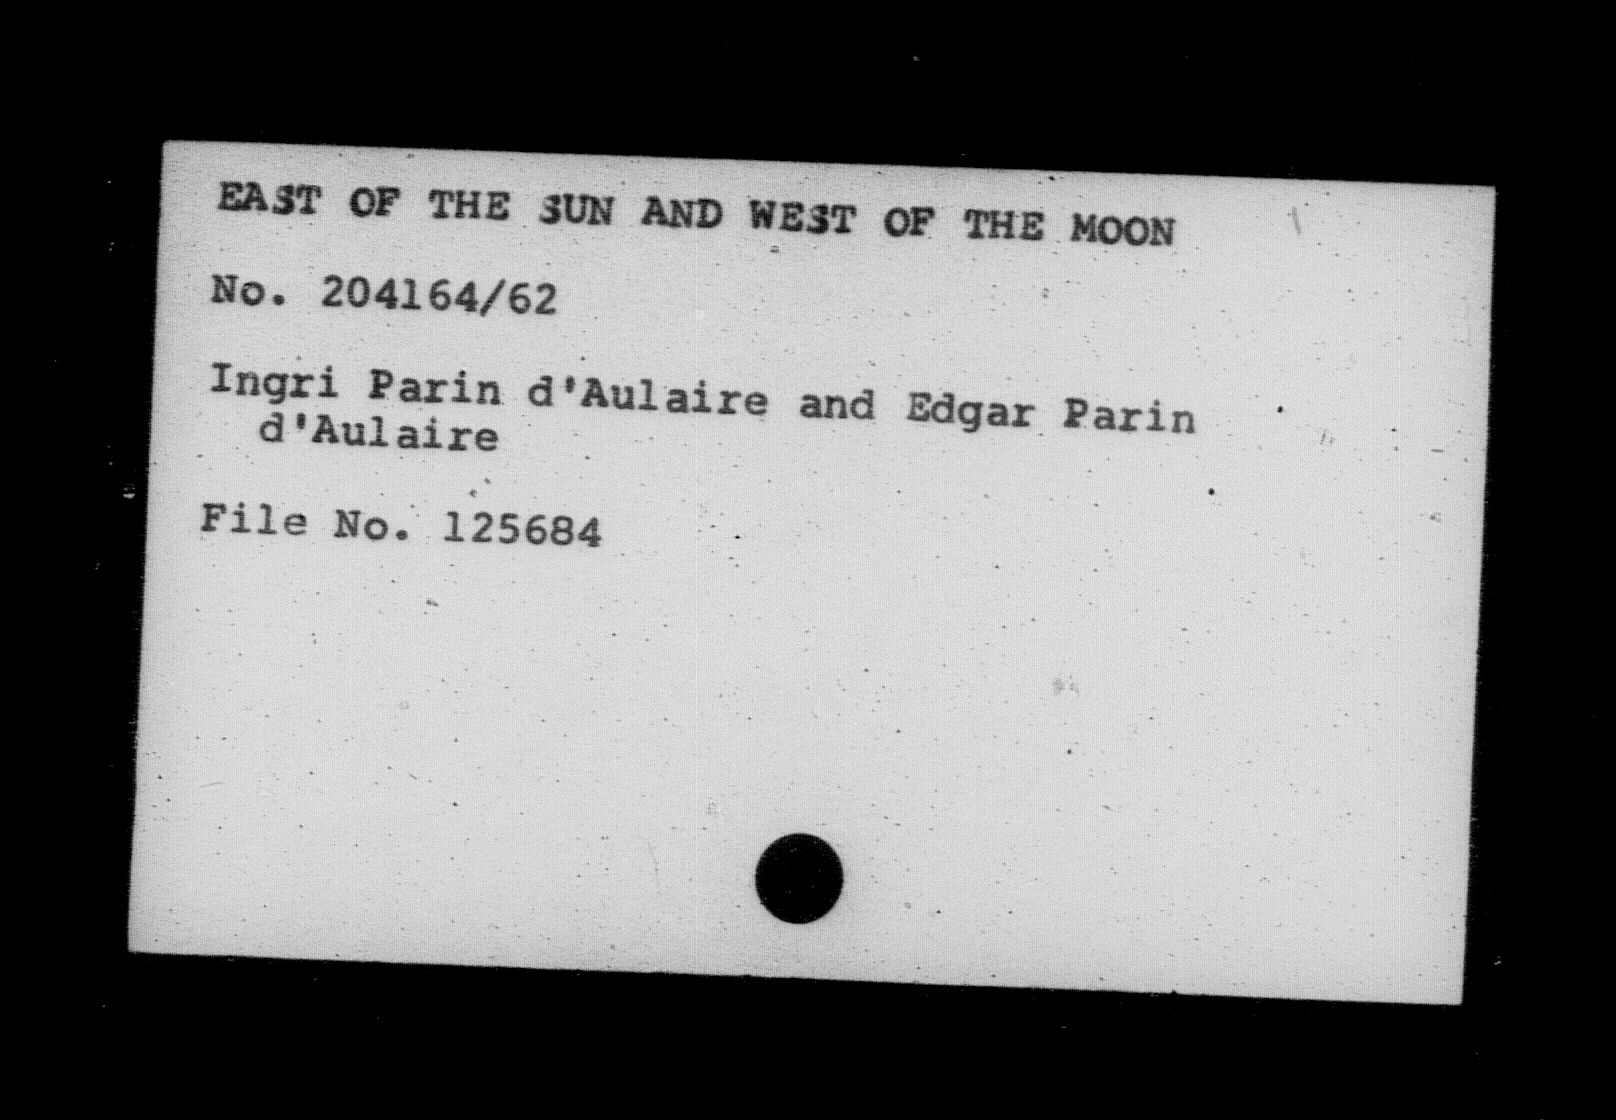 EAST OF THE SUN AND WEST OF THE MOON
No. 204164/62
Ingri Parin d'Aulaire and Edgar Parin
d'Aulaire
File No. 125684